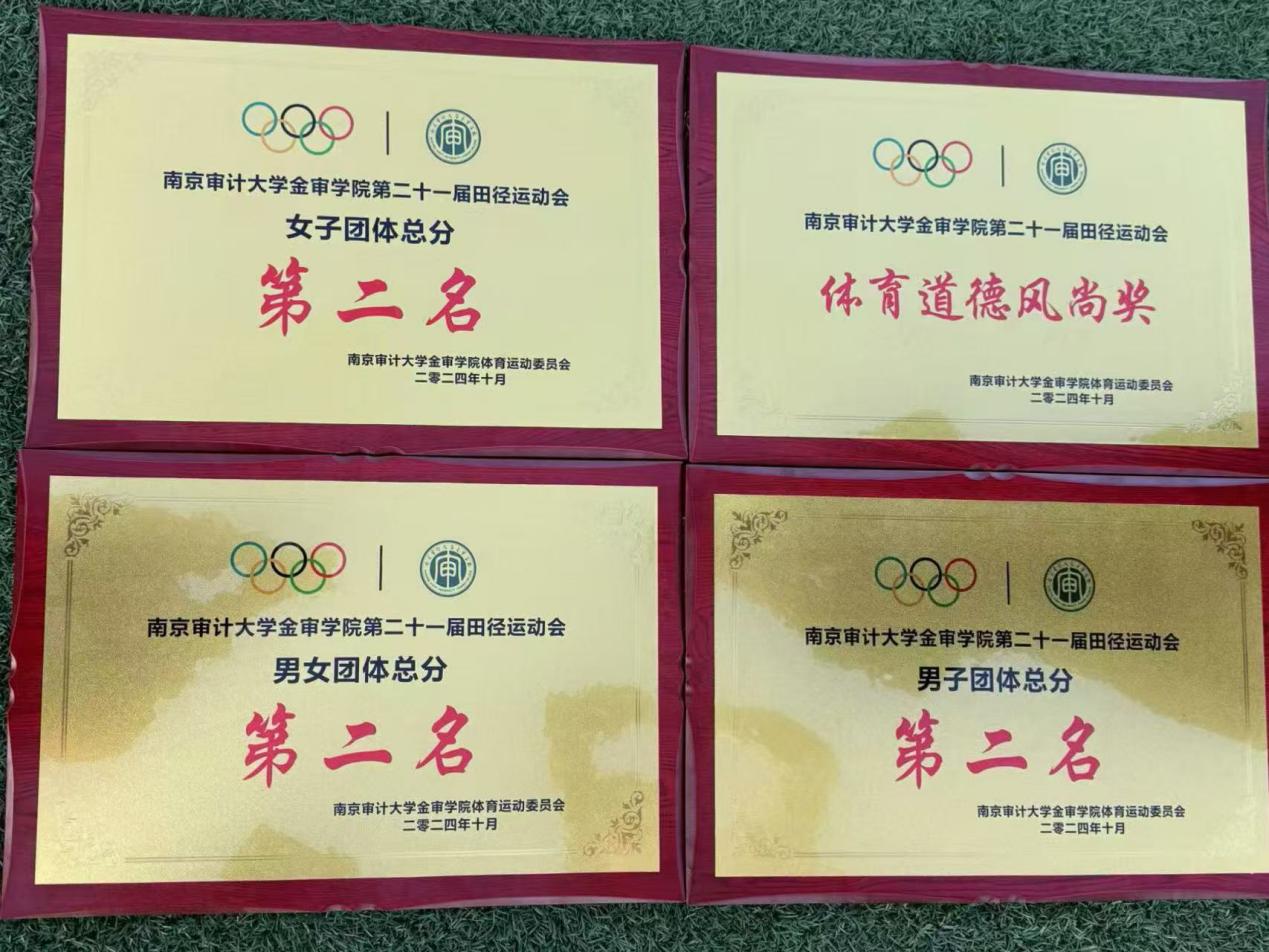 南京审计大学金审学院第二十一届田径运动会
女子团体总分
第二名
南京审计大学金审学院体育运动委员会
二零二四年十月
南京审计大学金审学院第二十一届田径运动会
体育道德风尚奖
南京审计大学金审学院体育运动委员会
二零二四年十月
南京审计大学金审学院第二十一届田径运动会
男女团体总分
第二名
南京审计大学金审学院体育运动委员会
二零二四年十月
南京审计大学金审学院第二十一届田径运动会
男子团体总分
第二名
南京审计大学金审学院体育运动委员会
二零二四年十月